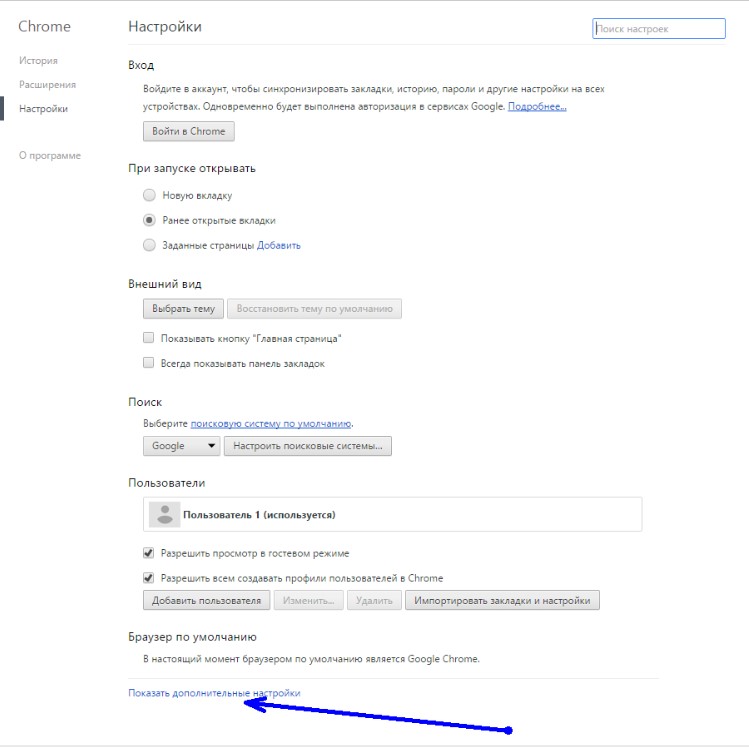 Chrome
История
Расширения
Настройки
О программе
Настройки
Поиск настроек
Вход
Войдите в аккаунт, чтобы синхронизировать закладки, историю, пароли и другие настройки на всех
устройствах. Одновременно будет выполнена авторизация в сервисах Google. Подробнее...
Войти в Chrome
При запуске открывать
Новую вкладку
Ранее открытые вкладки
Заданные страницы Добавить
Внешний вид
Выбрать тему Восстановить тему по умолчанию
Показывать кнопку "Главная страница"
Всегда показывать панель закладок
Поиск
Выберите поисковую систему по умолчанию.
Google Настроить поисковые системы...
Пользователи
Пользователь 1 (используется)
Разрешить просмотр в гостевом режиме
Разрешить всем создавать профили пользователей в Chrome
Добавить пользователя Изменить... Удалить Импортировать закладки и настройки
Браузер по умолчанию
В настоящий момент браузером по умолчанию является Google Chrome.
Показать дополнительные настройки